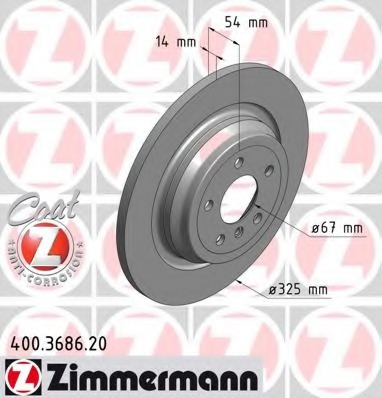 54 mm
14 mm
Coat
Z
ANTI-CORROSION
ø67 mm
ø325 mm
400.3686.20
Z Zimmermann